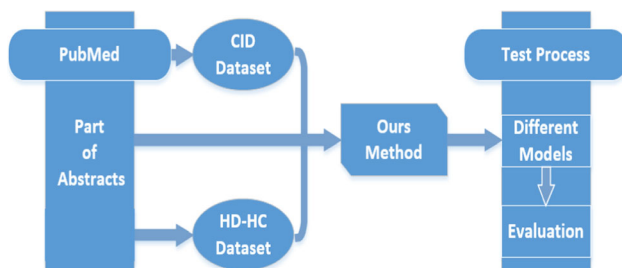 PubMed
CID
Dataset
Part
of
Abstracts
HD-HC
Dataset
Ours
Method
Test Process
Different
Models
Evaluation